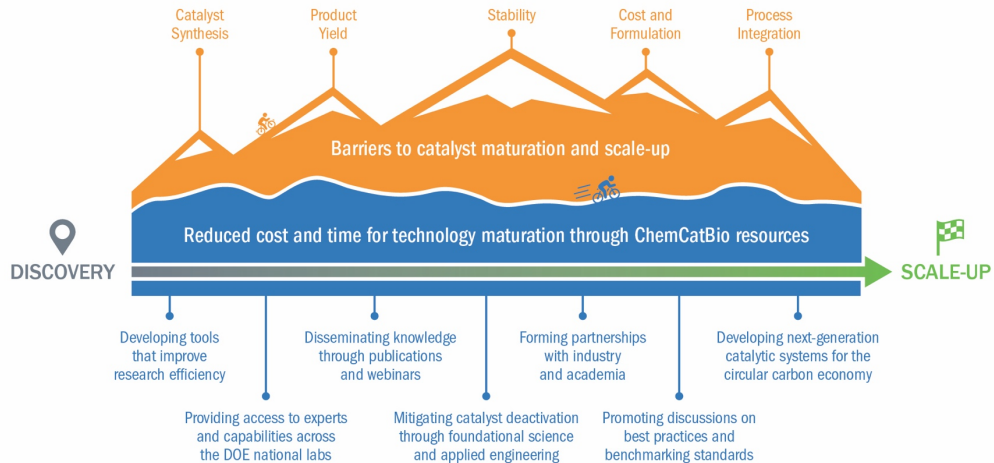 Catalyst
Synthesis
Product
Yield
Stability
Cost and
Formulation
Process
Integration
Barriers to catalyst maturation and scale-up
Reduced cost and time for technology maturation through ChemCatBio resources
DISCOVERY
SCALE-UP
Developing tools
that improve
research efficiency
Disseminating knowledge
through publications
and webinars
Forming partnerships
with industry
and academia
Developing next-generation
catalytic systems for the
circular carbon economy
Providing access to experts
and capabilities across
the DOE national labs
Mitigating catalyst deactivation
through foundational science
and applied engineering
Promoting discussions on
best practices and
benchmarking standards